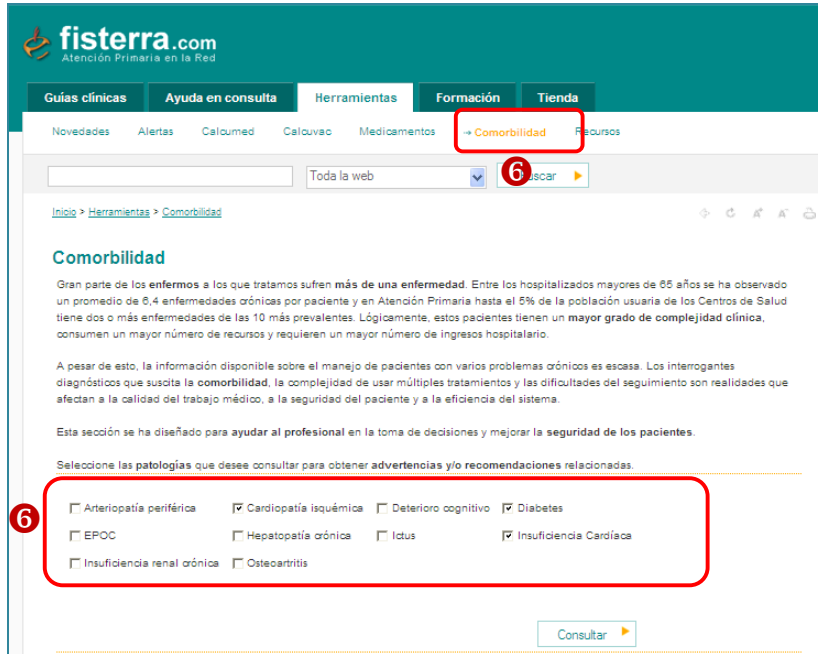 fisterra.com
Atención Primaria en la Red
Guías clínicas Ayuda en consulta Herramientas Formación Tienda
Novedades Alertas Calcumed Calcuvac Medicamentos → Comorbilidad Recursos
Toda la web 6 Buscar
Inicio > Herramientas > Comorbilidad
A+ A-
Comorbilidad
Gran parte de los enfermos a los que tratamos sufren más de una enfermedad. Entre los hospitalizados mayores de 65 años se ha observado
un promedio de 6,4 enfermedades crónicas por paciente y en Atención Primaria hasta el 5% de la población usuaria de los Centros de Salud
tiene dos o más enfermedades de las 10 más prevalentes. Lógicamente, estos pacientes tienen un mayor grado de complejidad clínica,
consumen un mayor número de recursos y requieren un mayor número de ingresos hospitalario.
A pesar de esto, la información disponible sobre el manejo de pacientes con varios problemas crónicos es escasa. Los interrogantes
diagnósticos que suscita la comorbilidad, la complejidad de usar múltiples tratamientos y las dificultades del seguimiento son realidades que
afectan a la calidad del trabajo médico, a la seguridad del paciente y a la eficiencia del sistema.
Esta sección se ha diseñado para ayudar al profesional en la toma de decisiones y mejorar la seguridad de los pacientes.
Seleccione las patologías que desee consultar para obtener advertencias y/o recomendaciones relacionadas.
Arteriopatía periférica Cardiopatía isquémica Deterioro cognitivo Diabetes
6 EPOC Hepatopatía crónica Ictus Insuficiencia Cardíaca
Insuficiencia renal crónica Osteoartritis
Consultar